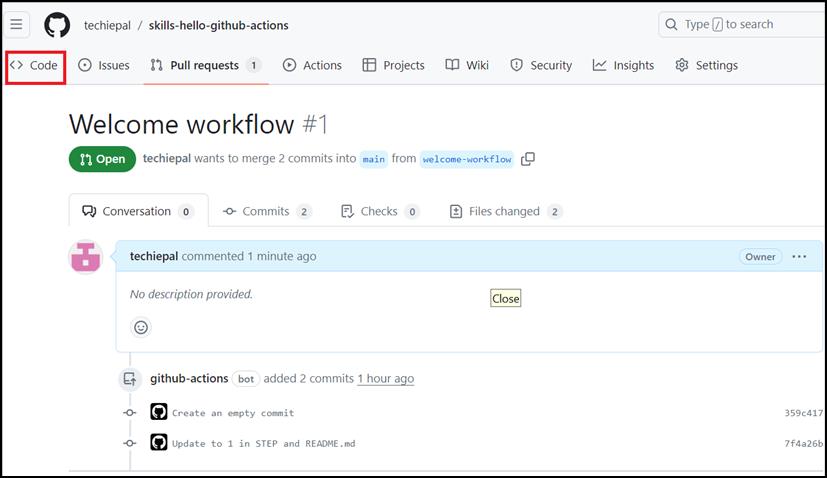 techiepal / skills-hello-github-actions Type / to search
Code Issues Pull requests 1 Actions Projects Wiki Security Insights Settings
Welcome workflow #1
Open techiepal wants to merge 2 commits into main from welcome-workflow
Conversation 0 Commits 2 Checks 0 Files changed 2
techiepal commented 1 minute ago Owner
No description provided.
Close
github-actions bot added 2 commits 1 hour ago
Create an empty commit 359c417
Update to 1 in STEP and README.md 7f4a26b